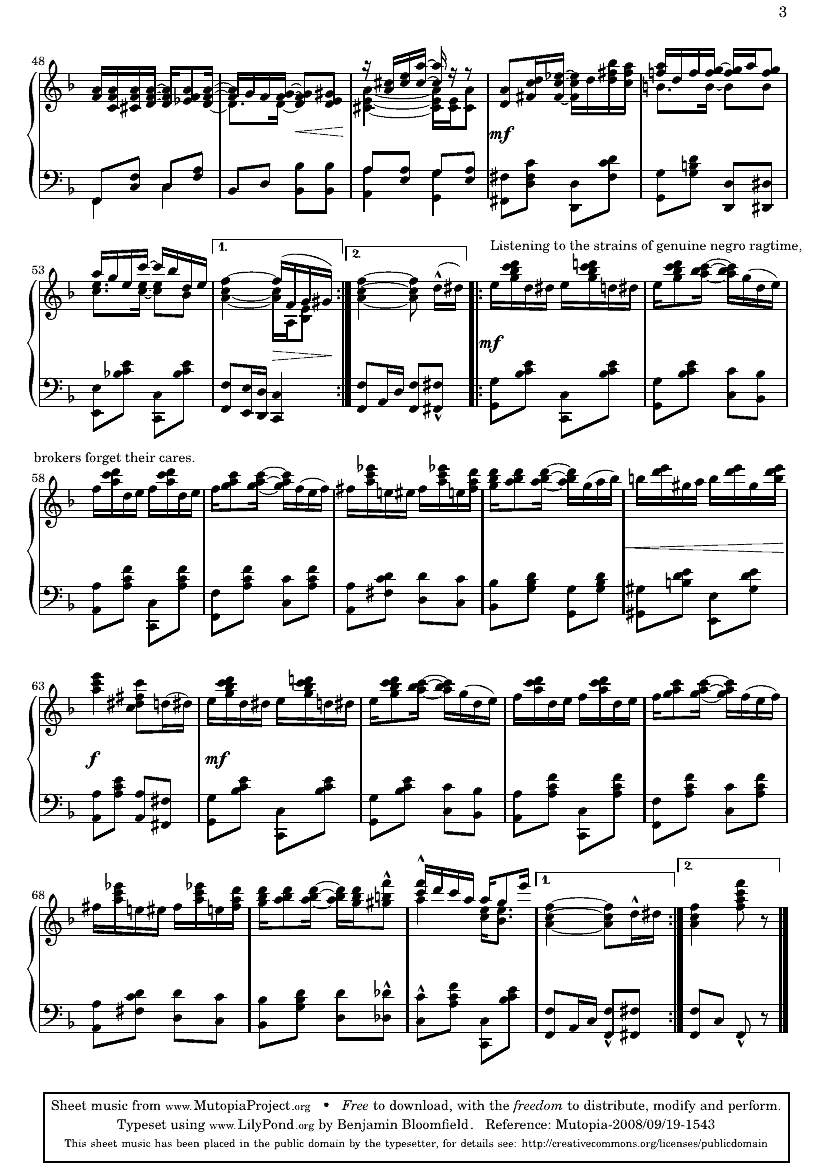 3
48
mf
53
1.
2.
Listening to the strains of genuine negro ragtime,
mf
brokers forget their cares.
58
63
f
mf
68
1.
2.
Sheet music from www.MutopiaProject.org • Free to download, with the freedom to distribute, modify and perform.
Typeset using www.LilyPond.org by Benjamin Bloomfield. Reference: Mutopia-2008/09/19-1543
This sheet music has been placed in the public domain by the typesetter, for details see: http://creativecommons.org/licenses/publicdomain